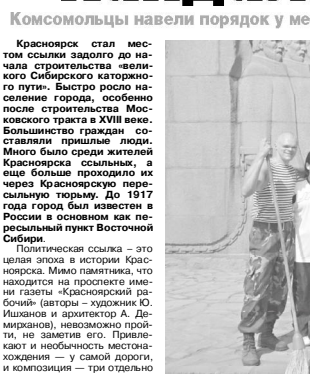 Комсомольцы навели порядок у ме
Красноярск стал мес-
том ссылки задолго до на-
чала строительства «вели-
кого Сибирского каторжно-
го пути». Быстро росло на-
селение города, особенно
после строительства Мос-
ковского тракта в XVIII веке.
Большинство граждан со-
ставляли пришлые люди.
Много было среди жителей
Красноярска ссыльных, а
еще больше проходило их
через Красноярскую пере-
сыльную тюрьму. До 1917
года город был известен в
России в основном как пе-
ресыльный пункт Восточной
Сибири.
Политическая ссылка – это
целая эпоха в истории Крас-
ноярска. Мимо памятника, что
находится на проспекте име-
ни газеты «Красноярский ра-
бочий» (авторы – художник Ю.
Ишханов и архитектор А. Де-
мирханов), невозможно прой-
ти, не заметив его. Привле-
кают и необычность местона-
хождения — у самой дороги,
и композиция — три отдельно